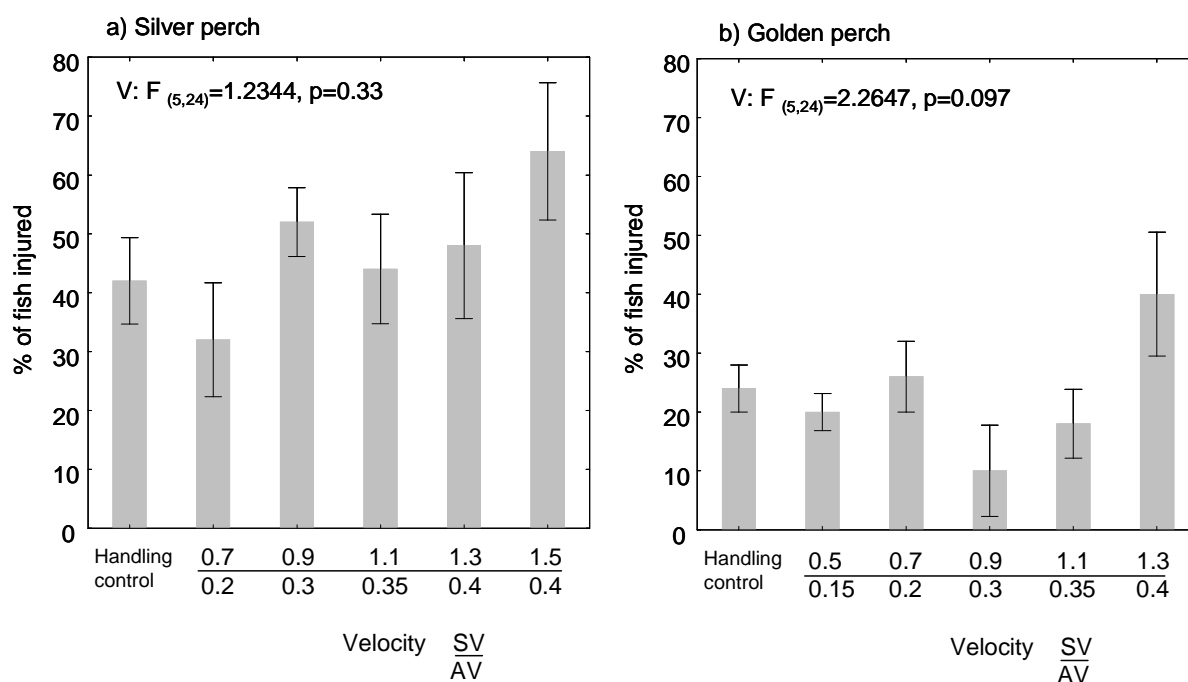 a) Silver perch
V: F (5,24)=1.2344, p=0.33
% of fish injured
80
70
60
50
40
30
20
10
0
Handling control
0.7 0.9 1.1 1.3 1.5
0.2 0.3 0.35 0.4 0.4
Velocity SV
AV
b) Golden perch
V: F (5,24)=2.2647, p=0.097
% of fish injured
80
70
60
50
40
30
20
10
0
Handling control
0.5 0.7 0.9 1.1 1.3
0.15 0.2 0.3 0.35 0.4
Velocity SV
AV